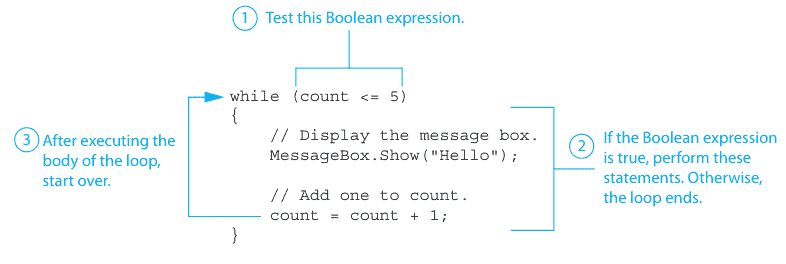 1 Test this Boolean expression.
while (count <= 5)
{
// Display the message box.
MessageBox.Show("Hello");
// Add one to count.
count = count + 1;
}
2 If the Boolean expression
is true, perform these
statements. Otherwise,
the loop ends.
3 After executing the
body of the loop,
start over.